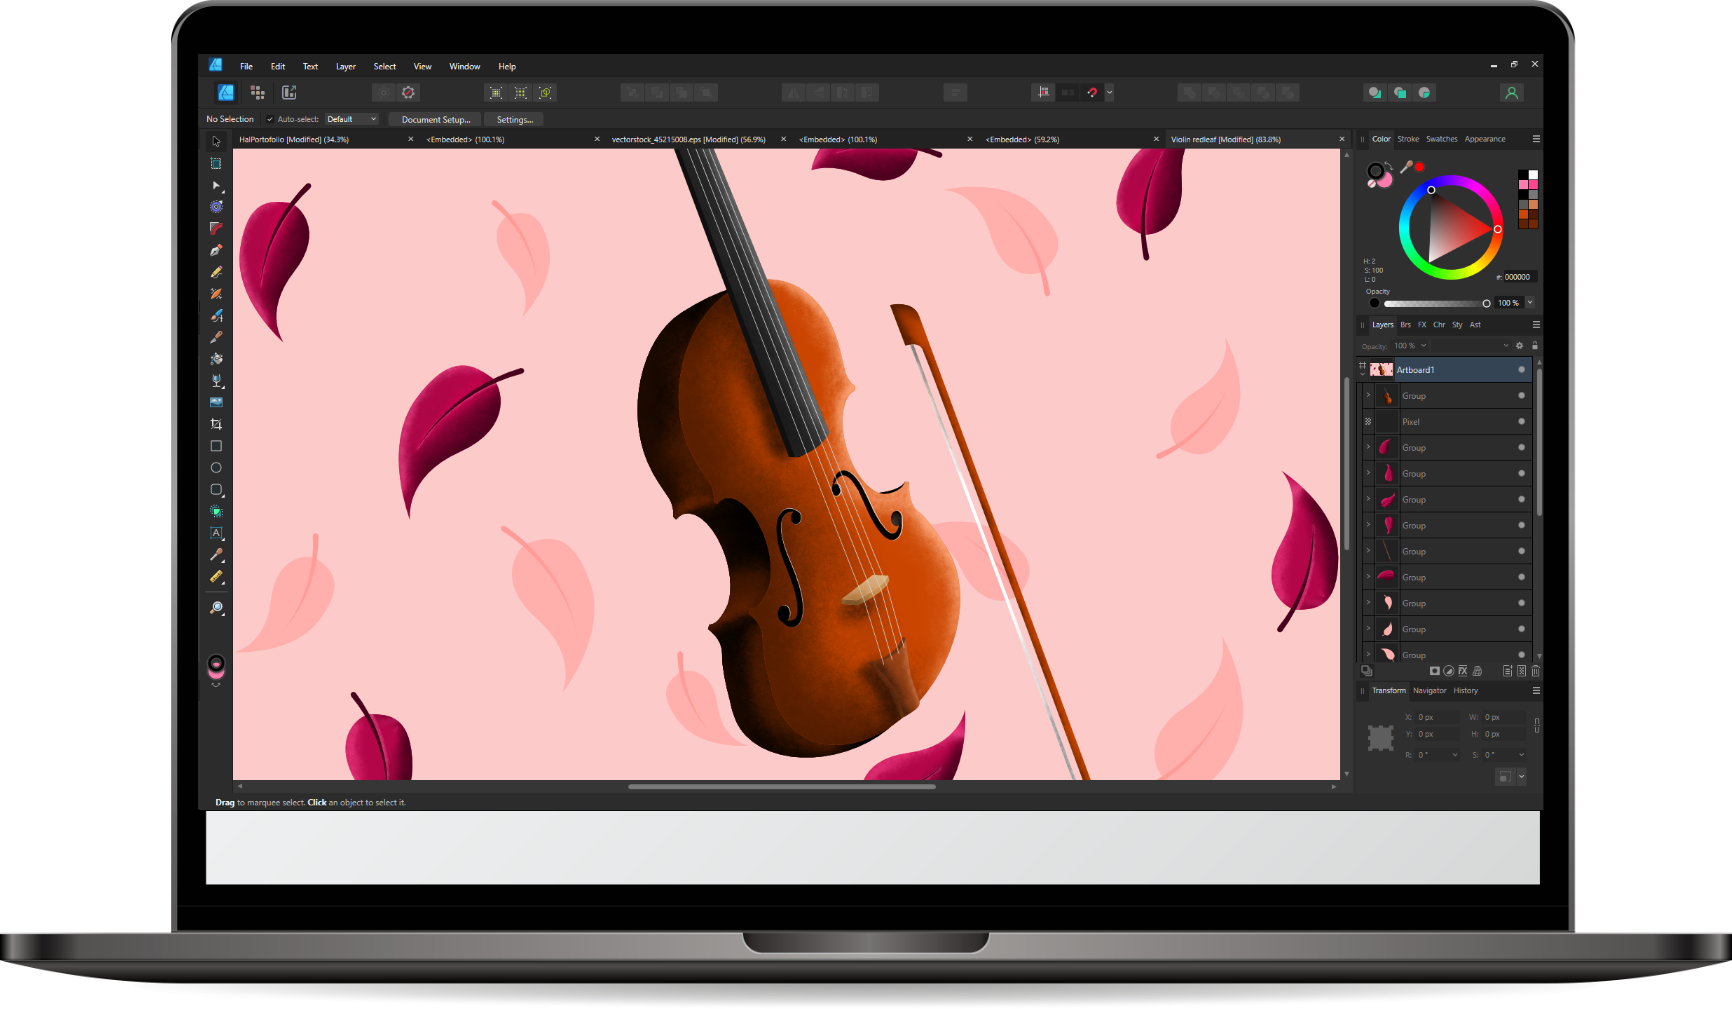 File Edit Text Layer Select View Window Help
No Selection Auto-select: Default Document Setup... Settings...
HalPortofolio [Modified] (34.3%) <Embedded> (100.1%) vectorstock_45215008.eps [Modified] (56.9%) <Embedded> (100.1%) <Embedded> (59.2%) Violin redleaf [Modified] (83.8%)
Color Stroke Swatches Appearance
H: 2
S: 100
L: 0
#: 000000
Opacity
100 %
Layers Brs FX Chr Sty Ast
Opacity: 100 %
Artboard1
Group
Pixel
Group
Group
Group
Group
Group
Group
Group
Group
Group
Transform Navigator History
X: 0 px W: 0 px
Y: 0 px H: 0 px
R: 0 ° S: 0 °
Drag to marquee select. Click an object to select it.